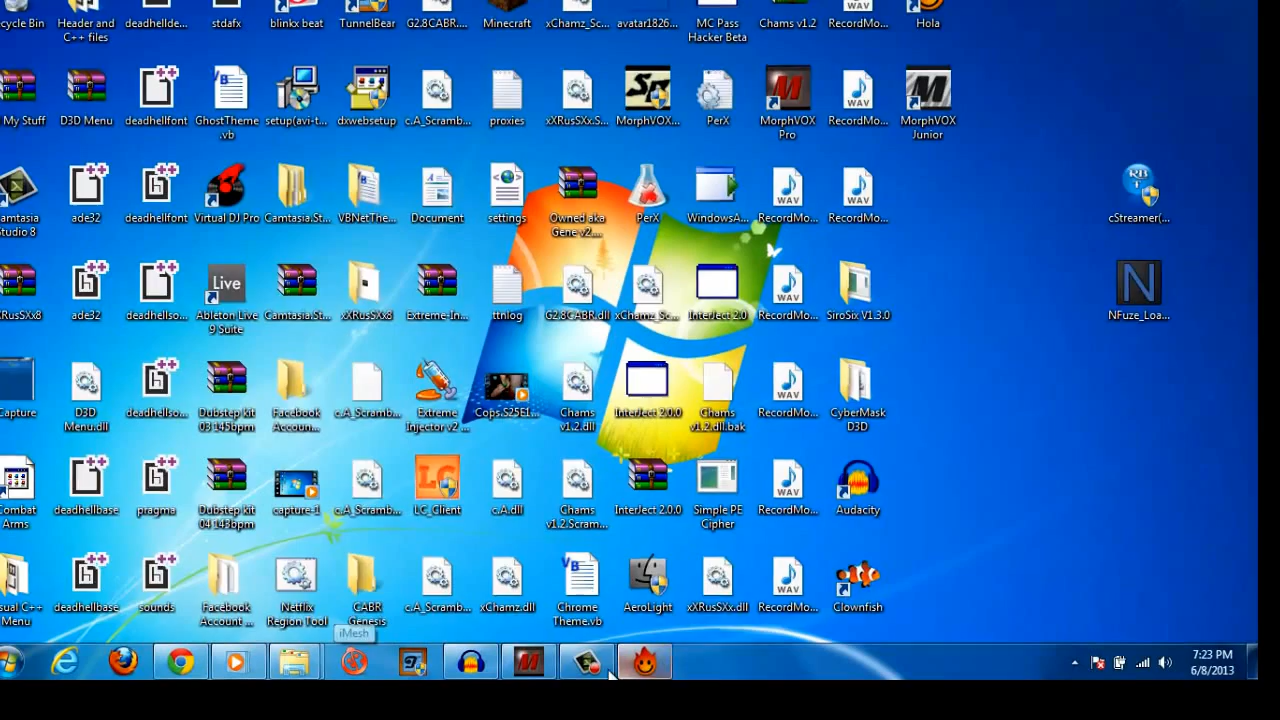 ecycle Bin
Header and
C++ files
deadhellde...
stdafx
blinkx beat
TunnelBear
G2.8CABR....
Minecraft
xChamz_Sc...
avatar1826...
MC Pass
Hacker Beta
Chams v1.2
RecordMo...
Hola
My Stuff
D3D Menu
deadhellfont
GhostTheme
.vb
setup(avi-t...
dxwebsetup
c.A_Scramb...
proxies
xXRusSXx.S...
MorphVOX...
PerX
MorphVOX
Pro
RecordMo...
MorphVOX
Junior
amtasia
tudio 8
ade32
deadhellfont
Virtual DJ Pro
Camtasia.St...
VBNetThe...
Document
settings
Owned aka
Gene v2....
PerX
WindowsA...
RecordMo...
RecordMo...
cStreamer(...
XRusSXx8
ade32
deadhellso...
Live
Ableton Live
9 Suite
Camtasia.St...
xXRusSXx8
Extreme-In...
ttnlog
G2.8CABR.dll
xChamz_Sc...
InterJect 2.0
RecordMo...
SiroSix V1.3.0
N
NFuze_Loa...
Capture
D3D
Menu.dll
deadhellso...
Dubstep kit
03 145bpm
Facebook
Accoun...
c.A_Scramb...
Extreme
Injector v2 ...
Cops.S25E1...
Chams
v1.2.dll
InterJect 2.0.0
Chams
v1.2.dll.bak
RecordMo...
CyberMask
D3D
Combat
Arms
deadhellbase
pragma
Dubstep kit
04 143bpm
capture-1
c.A_Scramb...
LC
LC_Client
c.A.dll
Chams
v1.2.Scram...
InterJect 2.0.0
Simple PE
Cipher
RecordMo...
Audacity
sual C++
Menu
deadhellbase
sounds
Facebook
Account ...
Netflix
Region Tool
CABR
Genesis
c.A_Scramb...
xChamz.dll
Chrome
Theme.vb
AeroLight
xXRusSXx.dll
RecordMo...
Clownfish
iMesh
7:23 PM
6/8/2013